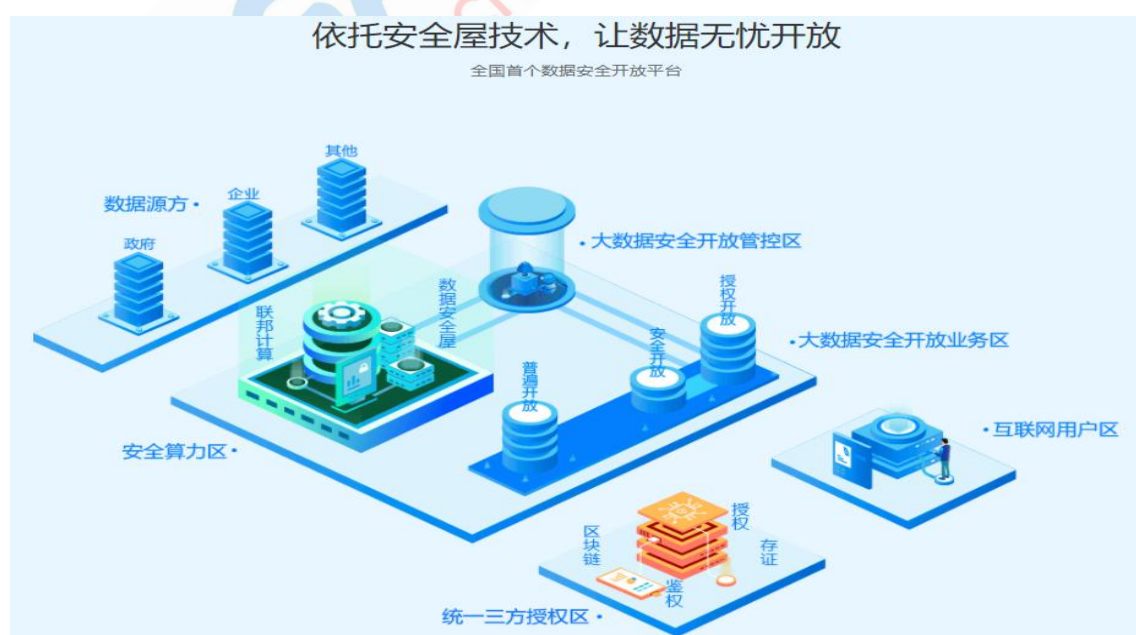 依托安全屋技术，让数据无忧开放
全国首个数据安全开放平台
其他
企业
数据源方
政府
大数据安全开放管控区
授权开放
数据安全屋
联邦计算
安全开放
大数据安全开放业务区
普遍开放
互联网用户区
安全算力区
授权
区块链
存证
鉴权
统一三方授权区